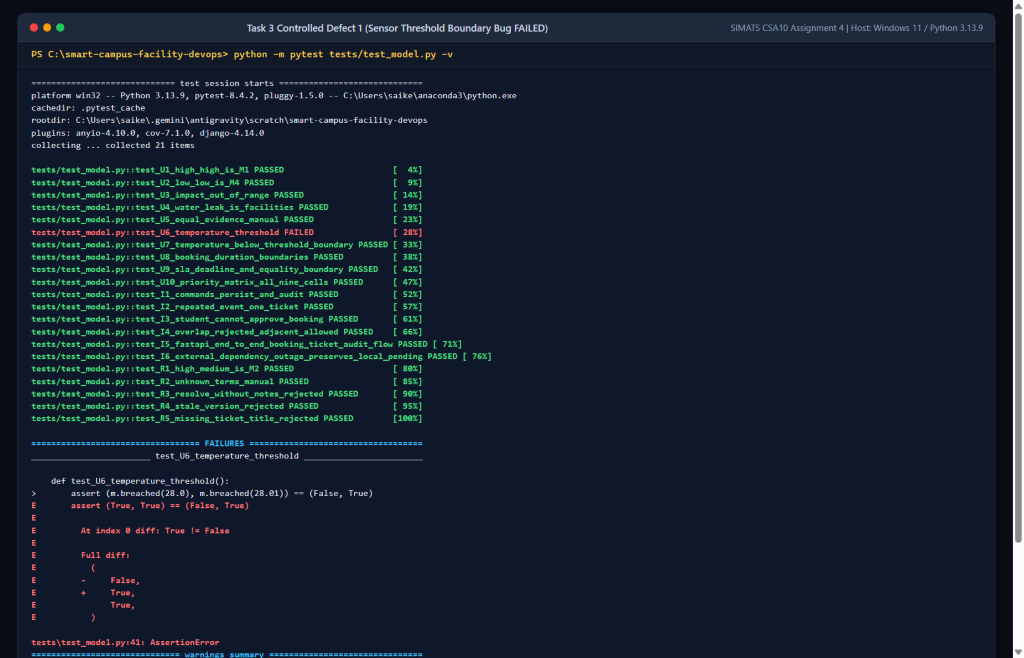 Task 3 Controlled Defect 1 (Sensor Threshold Boundary Bug FAILED)
SIMATS CSA10 Assignment 4 | Host: Windows 11 / Python 3.13.9
PS C:\smart-campus-facility-devops> python -m pytest tests/test_model.py -v
============================= test session starts =============================
platform win32 -- Python 3.13.9, pytest-8.4.2, pluggy-1.5.0 -- C:\Users\saike\anaconda3\python.exe
cachedir: .pytest_cache
rootdir: C:\Users\saike\.gemini\antigravity\scratch\smart-campus-facility-devops
plugins: anyio-4.10.0, cov-7.1.0, django-4.14.0
collecting ... collected 21 items
tests/test_model.py::test_U1_high_high_is_M1 PASSED [  4%]
tests/test_model.py::test_U2_low_low_is_M4 PASSED [  9%]
tests/test_model.py::test_U3_impact_out_of_range PASSED [ 14%]
tests/test_model.py::test_U4_water_leak_is_facilities PASSED [ 19%]
tests/test_model.py::test_U5_equal_evidence_manual PASSED [ 23%]
tests/test_model.py::test_U6_temperature_threshold FAILED [ 28%]
tests/test_model.py::test_U7_temperature_below_threshold_boundary PASSED [ 33%]
tests/test_model.py::test_U8_booking_duration_boundaries PASSED [ 38%]
tests/test_model.py::test_U9_sla_deadline_and_equality_boundary PASSED [ 42%]
tests/test_model.py::test_U10_priority_matrix_all_nine_cells PASSED [ 47%]
tests/test_model.py::test_I1_commands_persist_and_audit PASSED [ 52%]
tests/test_model.py::test_I2_repeated_event_one_ticket PASSED [ 57%]
tests/test_model.py::test_I3_student_cannot_approve_booking PASSED [ 61%]
tests/test_model.py::test_I4_overlap_rejected_adjacent_allowed PASSED [ 66%]
tests/test_model.py::test_I5_fastapi_end_to_end_booking_ticket_audit_flow PASSED [ 71%]
tests/test_model.py::test_I6_external_dependency_outage_preserves_local_pending PASSED [ 76%]
tests/test_model.py::test_R1_high_medium_is_M2 PASSED [ 80%]
tests/test_model.py::test_R2_unknown_terms_manual PASSED [ 85%]
tests/test_model.py::test_R3_resolve_without_notes_rejected PASSED [ 90%]
tests/test_model.py::test_R4_stale_version_rejected PASSED [ 95%]
tests/test_model.py::test_R5_missing_ticket_title_rejected PASSED [100%]
================================== FAILURES ===================================
________________________ test_U6_temperature_threshold ________________________
def test_U6_temperature_threshold():
> assert (m.breached(28.0), m.breached(28.01)) == (False, True)
E assert (True, True) == (False, True)
E
E At index 0 diff: True != False
E
E Full diff:
E (
E - False,
E + True,
E True,
E )
tests\test_model.py:41: AssertionError
============================== warnings summary ===============================